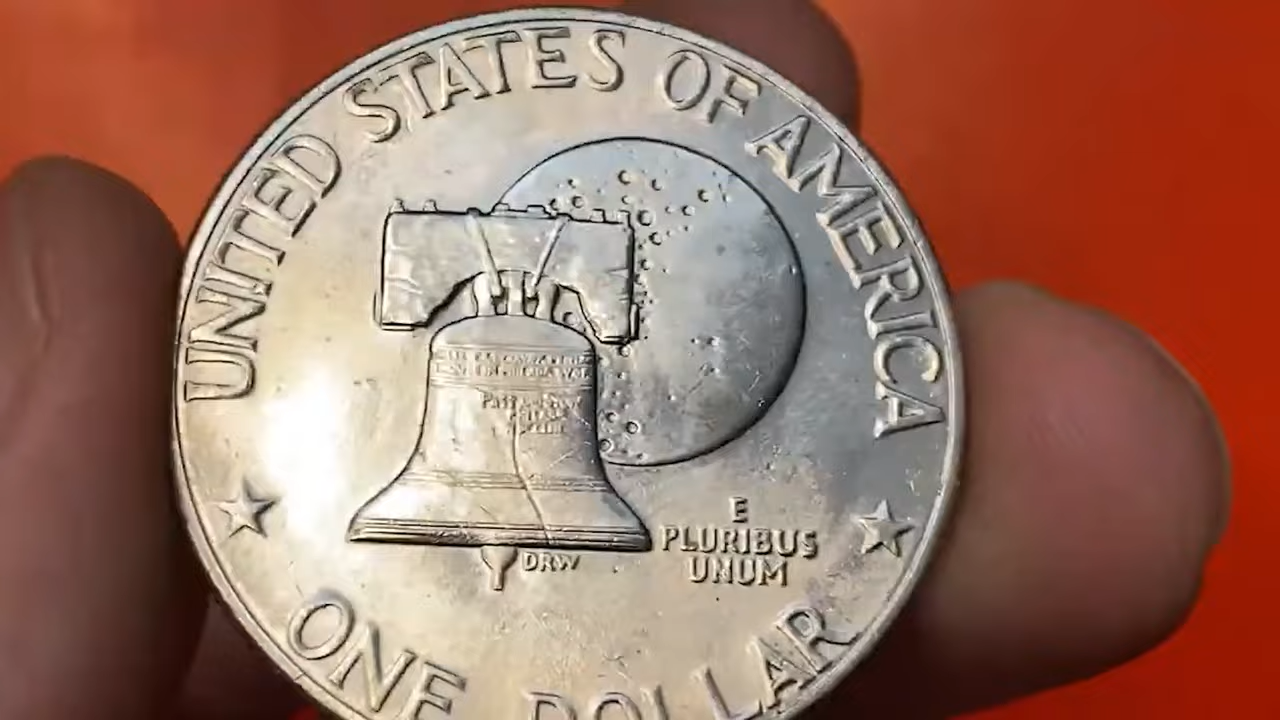 UNITED STATES OF AMERICA
DRW
E
PLURIBUS
UNUM
ONE DOLLAR